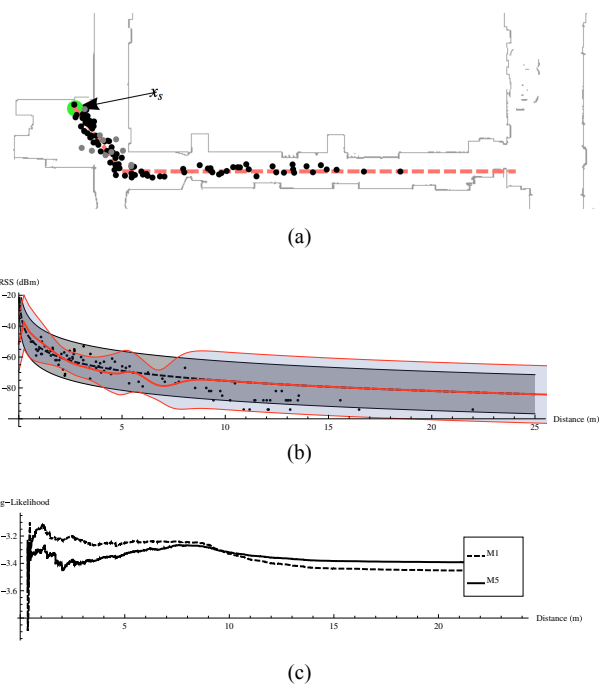 x_s
(a)
RSS (dBm)
-20
-40
-60
-80
5
10
15
20
25
Distance (m)
(b)
g-Likelihood
-3.2
-3.4
-3.6
M1
M5
5
10
15
20
Distance (m)
(c)